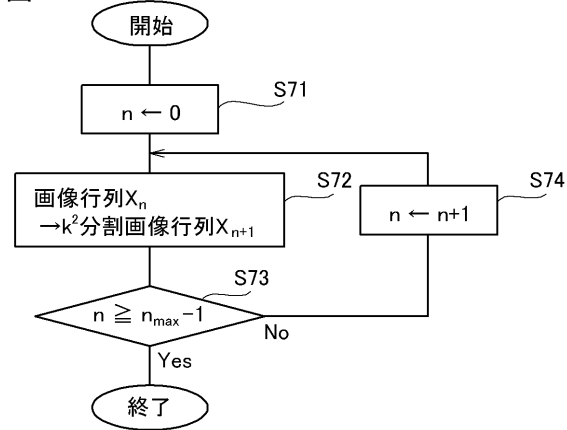 開始
S71
n ← 0
S72
画像行列Xn
→k²分割画像行列Xn+1
S74
n ← n+1
S73
n ≧ nmax-1
No
Yes
終了